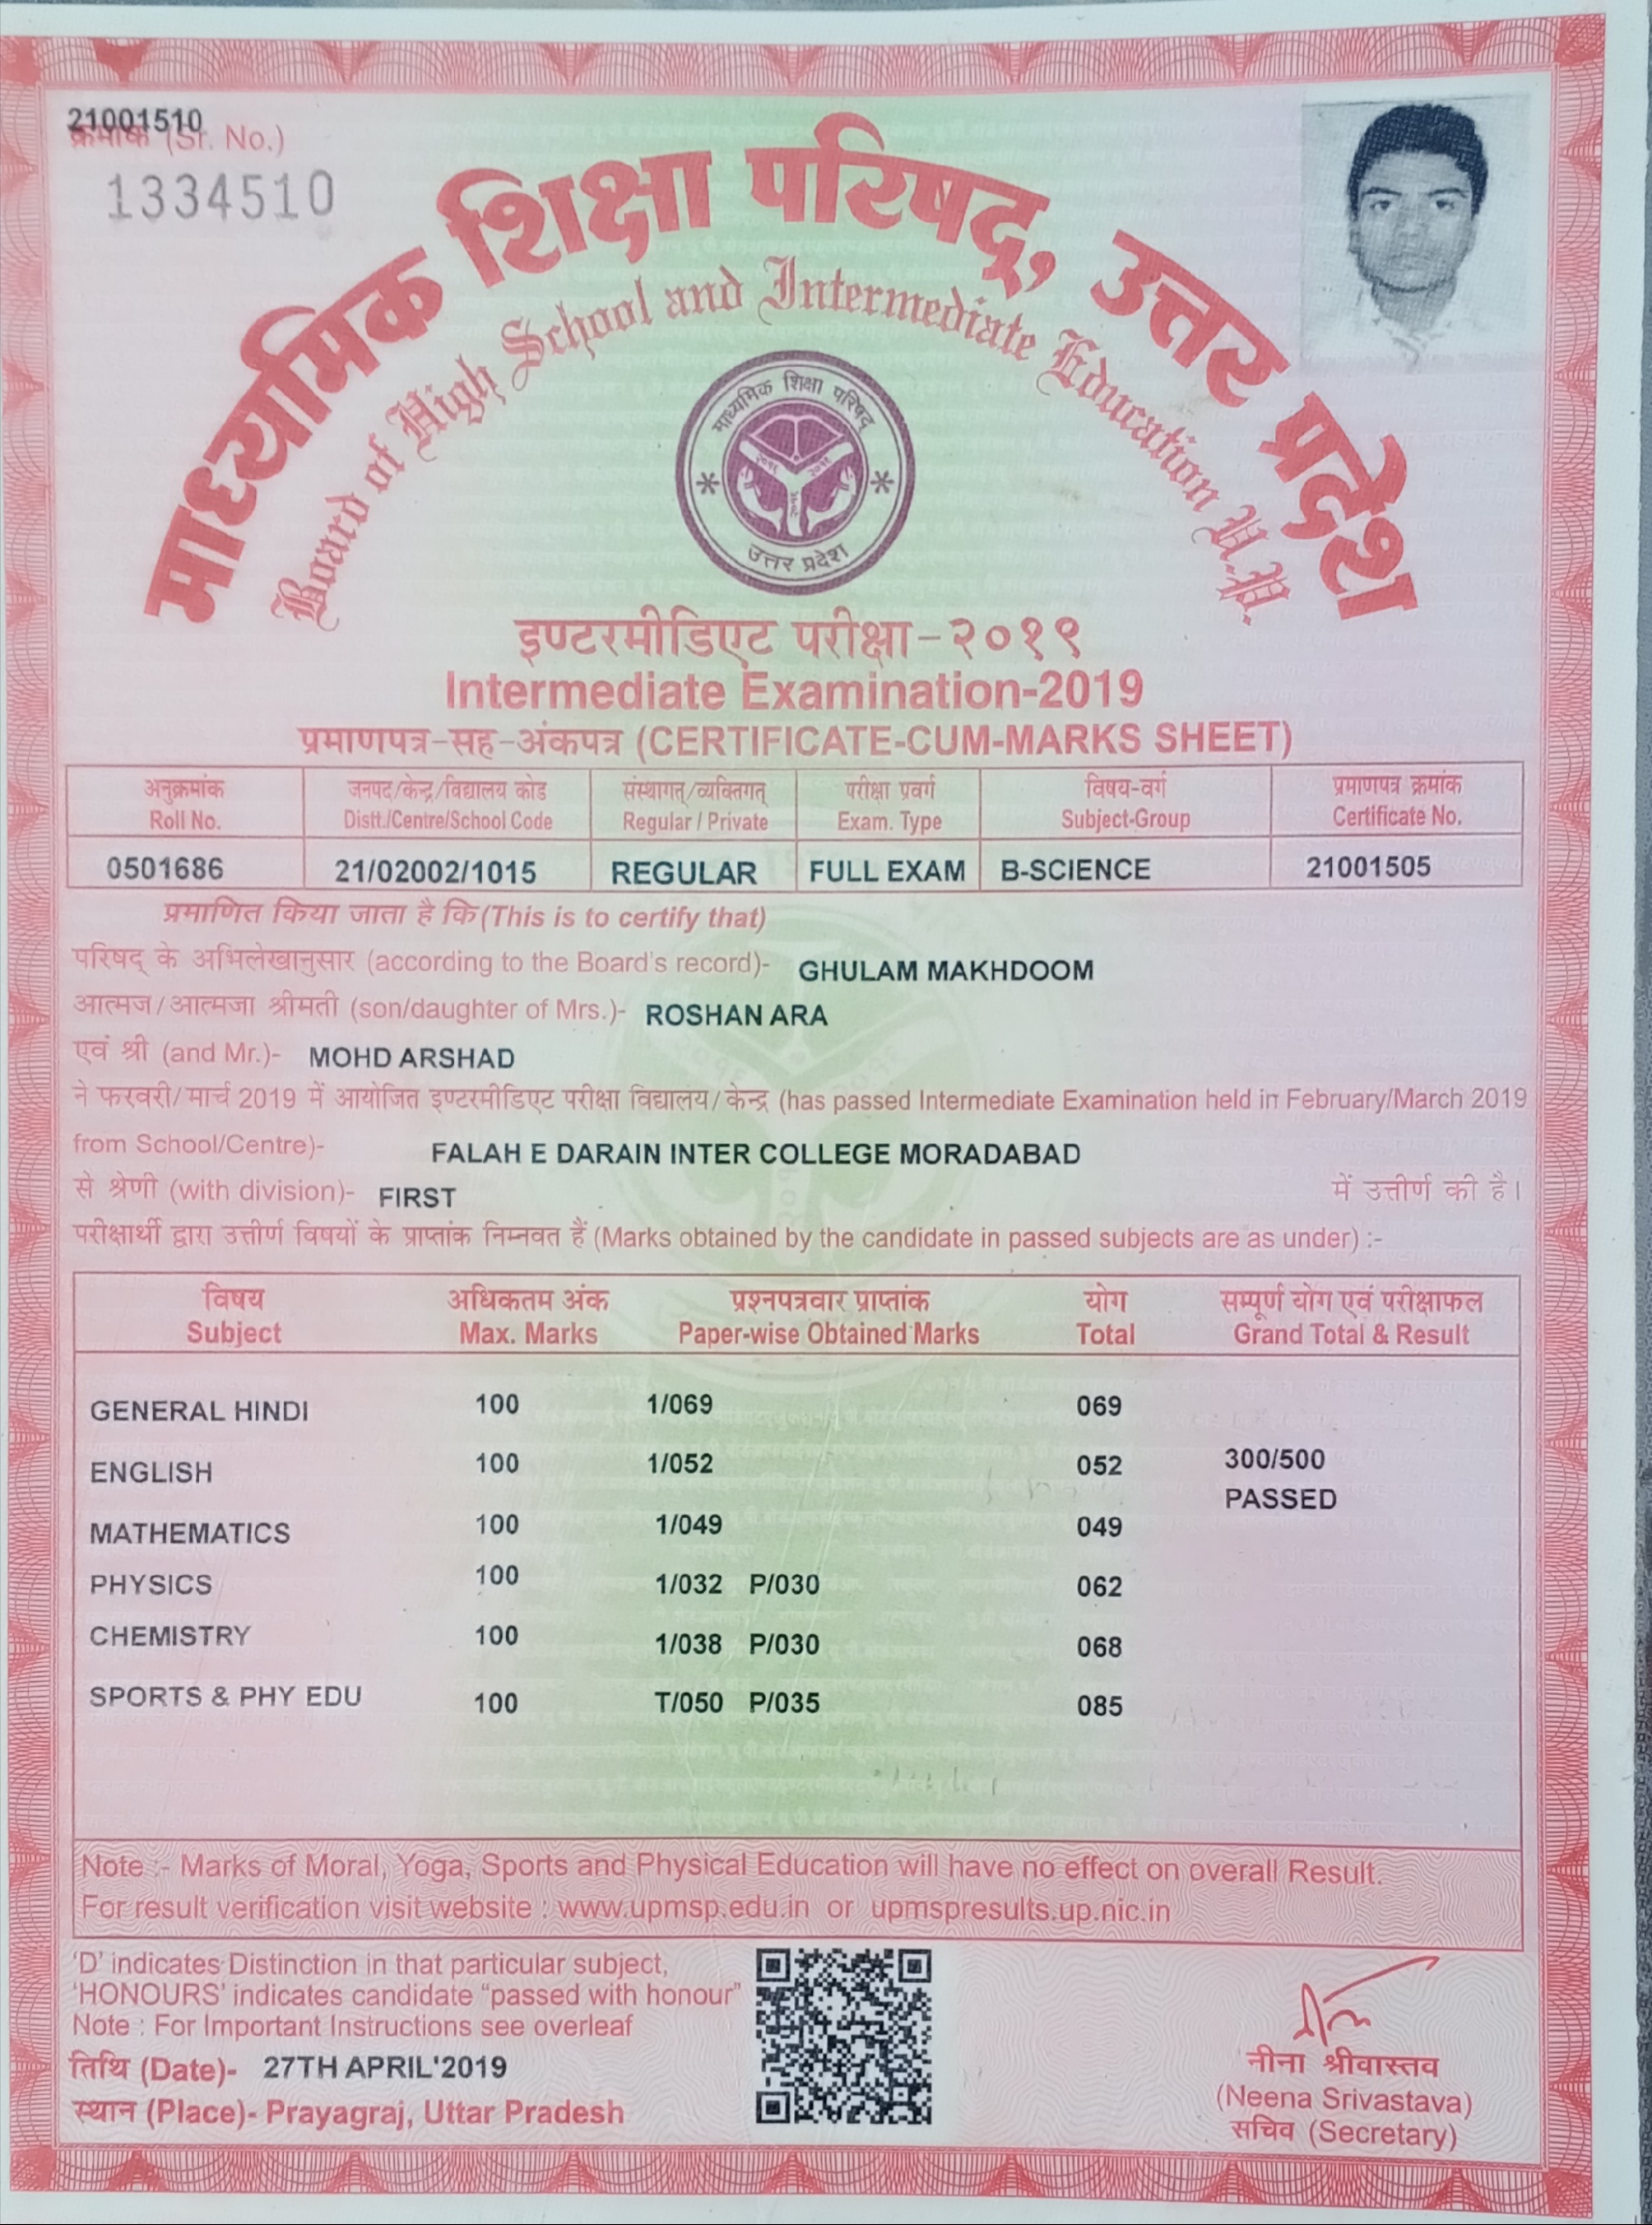 21001510
क्रमांक (Sr. No.)
1334510
माध्यमिक शिक्षा परिषद्, उत्तर प्रदेश
Board of High School and Intermediate Education U.P.
माध्यमिक शिक्षा परिषद्
उत्तर प्रदेश
इण्टरमीडिएट परीक्षा-२०१९
Intermediate Examination-2019
प्रमाणपत्र-सह-अंकपत्र (CERTIFICATE-CUM-MARKS SHEET)
अनुक्रमांक जनपद/केन्द्र/विद्यालय कोड संस्थागत्/व्यक्तिगत् परीक्षा प्रवर्ग विषय-वर्ग प्रमाणपत्र क्रमांक
Roll No. Distt./Centre/School Code Regular / Private Exam. Type Subject-Group Certificate No.
0501686 21/02002/1015 REGULAR FULL EXAM B-SCIENCE 21001505
प्रमाणित किया जाता है कि (This is to certify that)
परिषद् के अभिलेखानुसार (according to the Board's record)- GHULAM MAKHDOOM
आत्मज/आत्मजा श्रीमती (son/daughter of Mrs.)- ROSHAN ARA
एवं श्री (and Mr.)- MOHD ARSHAD
ने फरवरी/मार्च 2019 में आयोजित इण्टरमीडिएट परीक्षा विद्यालय/केन्द्र (has passed Intermediate Examination held in February/March 2019
from School/Centre)- FALAH E DARAIN INTER COLLEGE MORADABAD
से श्रेणी (with division)- FIRST में उत्तीर्ण की है।
परीक्षार्थी द्वारा उत्तीर्ण विषयों के प्राप्तांक निम्नवत हैं (Marks obtained by the candidate in passed subjects are as under) :-
विषय अधिकतम अंक प्रश्नपत्रवार प्राप्तांक योग सम्पूर्ण योग एवं परीक्षाफल
Subject Max. Marks Paper-wise Obtained Marks Total Grand Total & Result
GENERAL HINDI 100 1/069 069
ENGLISH 100 1/052 052 300/500
PASSED
MATHEMATICS 100 1/049 049
PHYSICS 100 1/032 P/030 062
CHEMISTRY 100 1/038 P/030 068
SPORTS & PHY EDU 100 T/050 P/035 085
Note :- Marks of Moral, Yoga, Sports and Physical Education will have no effect on overall Result.
For result verification visit website : www.upmsp.edu.in or upmspresults.up.nic.in
'D' indicates Distinction in that particular subject,
'HONOURS' indicates candidate “passed with honour”
Note : For Important Instructions see overleaf
तिथि (Date)- 27TH APRIL'2019
स्थान (Place)- Prayagraj, Uttar Pradesh
नीना श्रीवास्तव
(Neena Srivastava)
सचिव (Secretary)